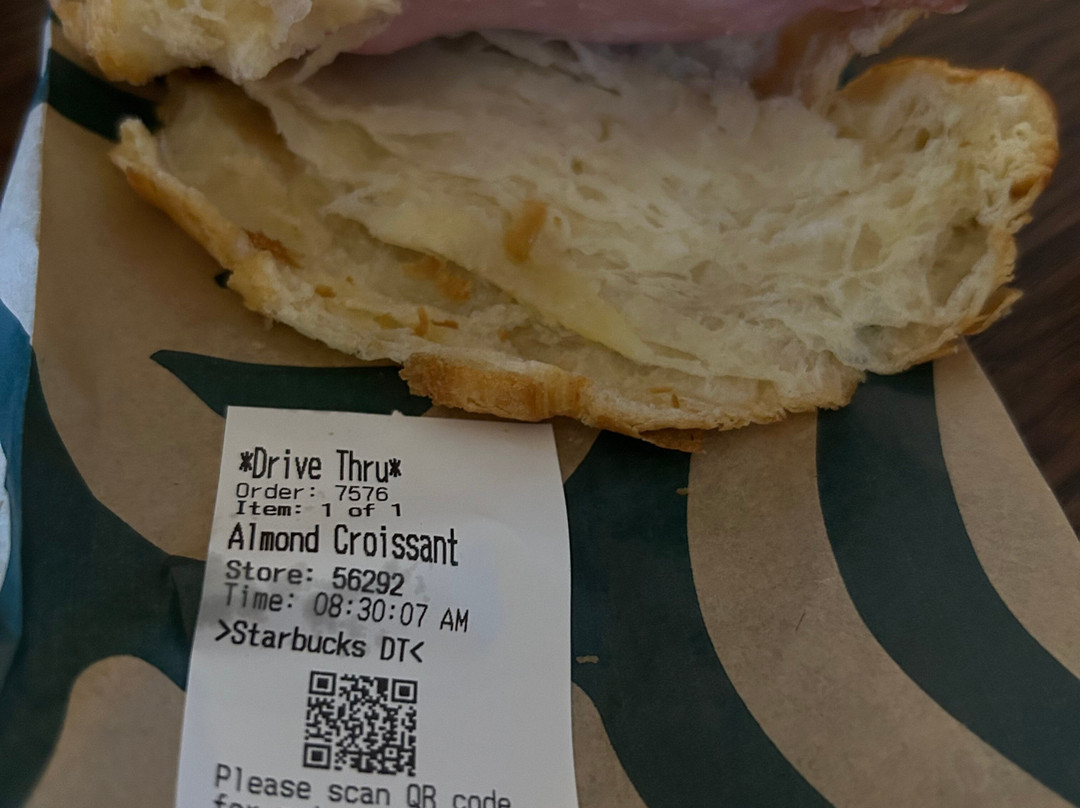 *Drive Thru*
Order: 7576
Item: 1 of 1
Almond Croissant
Store: 56292
Time: 08:30:07 AM
>Starbucks DT<
Please scan QR code